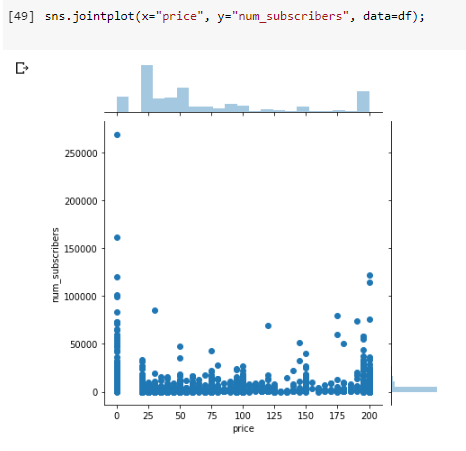 [49] sns.jointplot(x="price", y="num_subscribers", data=df);
250000
200000
150000
100000
50000
0
num_subscribers
0 25 50 75 100 125 150 175 200
price